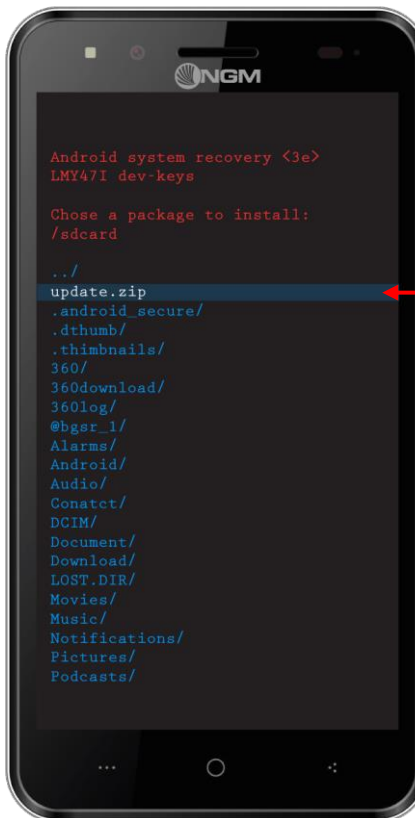 NGM
Android system recovery <3e>
LMY47I dev-keys
Chose a package to install:
/sdcard
../
update.zip
.android_secure/
.dthumb/
.thimbnails/
360/
360download/
360log/
@bgsr_1/
Alarms/
Android/
Audio/
Conatct/
DCIM/
Document/
Download/
LOST.DIR/
Movies/
Music/
Notifications/
Pictures/
Podcasts/